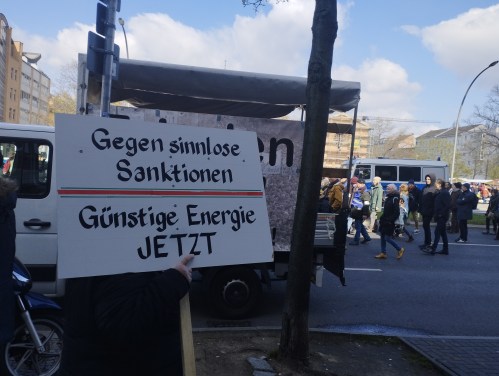 Gegen sinnlose
Sanktionen
Günstige Energie
JETZT